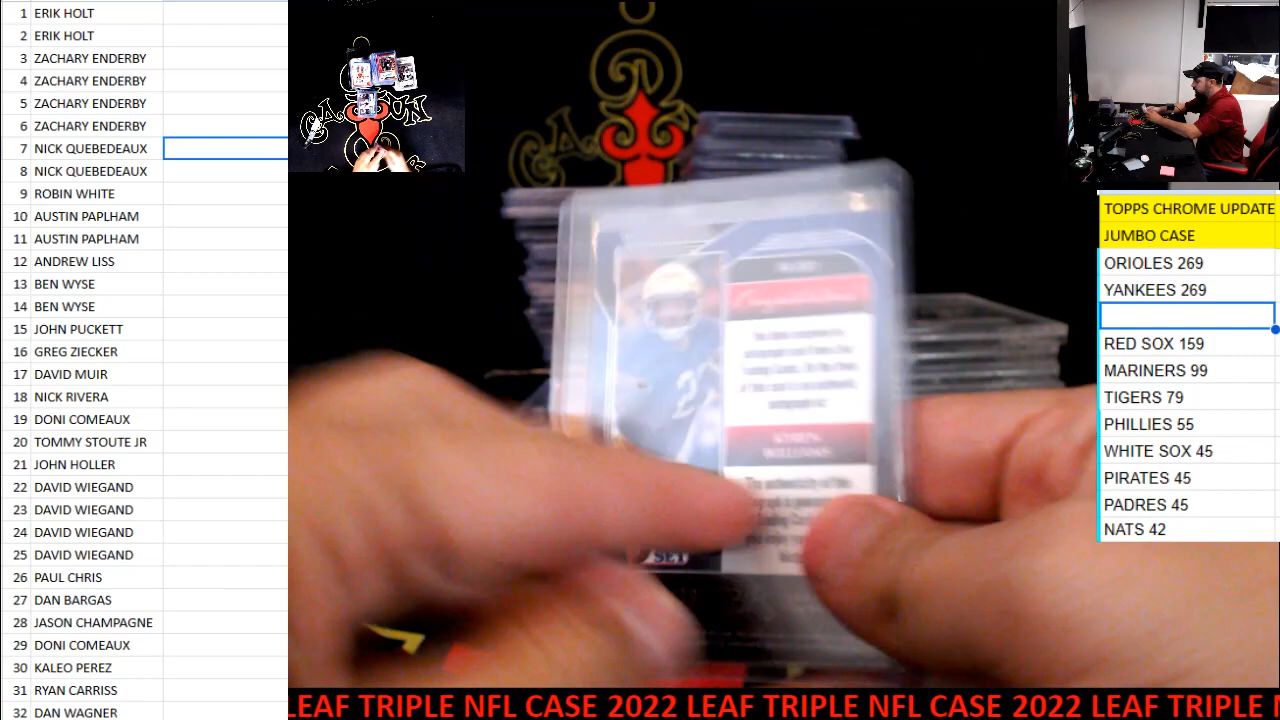 1 ERIK HOLT
2 ERIK HOLT
3 ZACHARY ENDERBY
4 ZACHARY ENDERBY
5 ZACHARY ENDERBY
6 ZACHARY ENDERBY
7 NICK QUEBEDEAUX
8 NICK QUEBEDEAUX
9 ROBIN WHITE
10 AUSTIN PAPLHAM
11 AUSTIN PAPLHAM
12 ANDREW LISS
13 BEN WYSE
14 BEN WYSE
15 JOHN PUCKETT
16 GREG ZIECKER
17 DAVID MUIR
18 NICK RIVERA
19 DONI COMEAUX
20 TOMMY STOUTE JR
21 JOHN HOLLER
22 DAVID WIEGAND
23 DAVID WIEGAND
24 DAVID WIEGAND
25 DAVID WIEGAND
26 PAUL CHRIS
27 DAN BARGAS
28 JASON CHAMPAGNE
29 DONI COMEAUX
30 KALEO PEREZ
31 RYAN CARRISS
32 DAN WAGNER
TOPPS CHROME UPDATE
JUMBO CASE
ORIOLES 269
YANKEES 269
RED SOX 159
MARINERS 99
TIGERS 79
PHILLIES 55
WHITE SOX 45
PIRATES 45
PADRES 45
NATS 42
LEAF TRIPLE NFL CASE 2022 LEAF TRIPLE NFL CASE 2022 LEAF TRIPLE